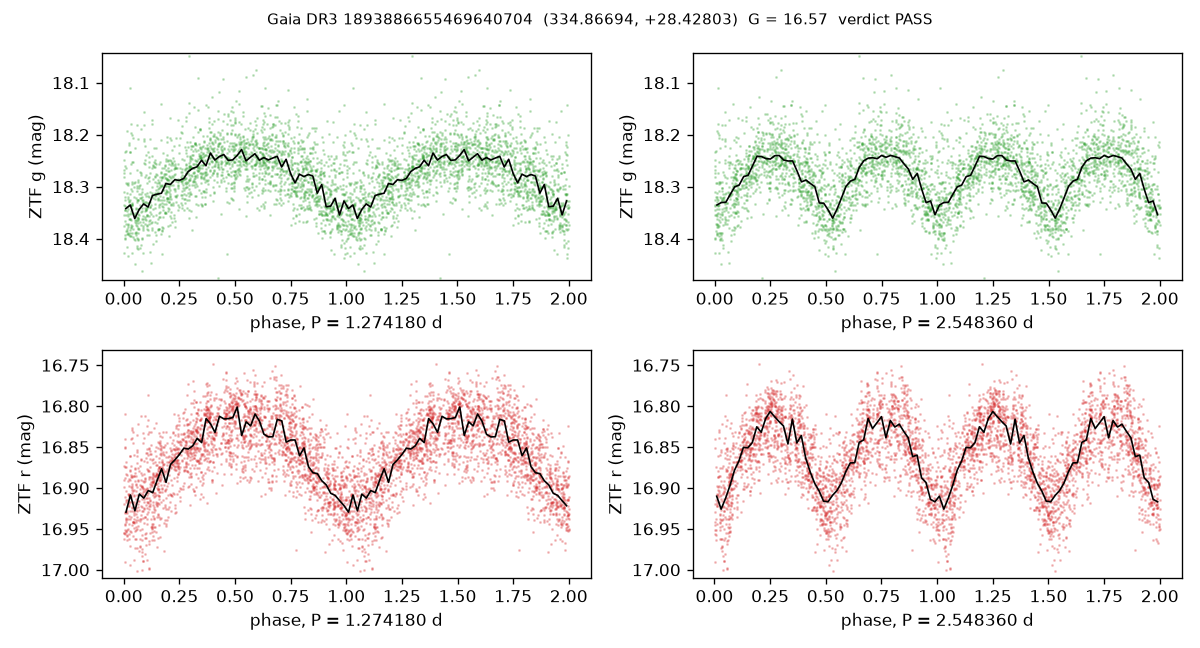 Gaia DR3 1893886655469640704  (334.86694, +28.42803)  G = 16.57  verdict PASS
ZTF g (mag)
18.1
18.2
18.3
18.4
0.00 0.25 0.50 0.75 1.00 1.25 1.50 1.75 2.00
phase, P = 1.274180 d
ZTF g (mag)
18.1
18.2
18.3
18.4
0.00 0.25 0.50 0.75 1.00 1.25 1.50 1.75 2.00
phase, P = 2.548360 d
ZTF r (mag)
16.75
16.80
16.85
16.90
16.95
17.00
0.00 0.25 0.50 0.75 1.00 1.25 1.50 1.75 2.00
phase, P = 1.274180 d
ZTF r (mag)
16.75
16.80
16.85
16.90
16.95
17.00
0.00 0.25 0.50 0.75 1.00 1.25 1.50 1.75 2.00
phase, P = 2.548360 d